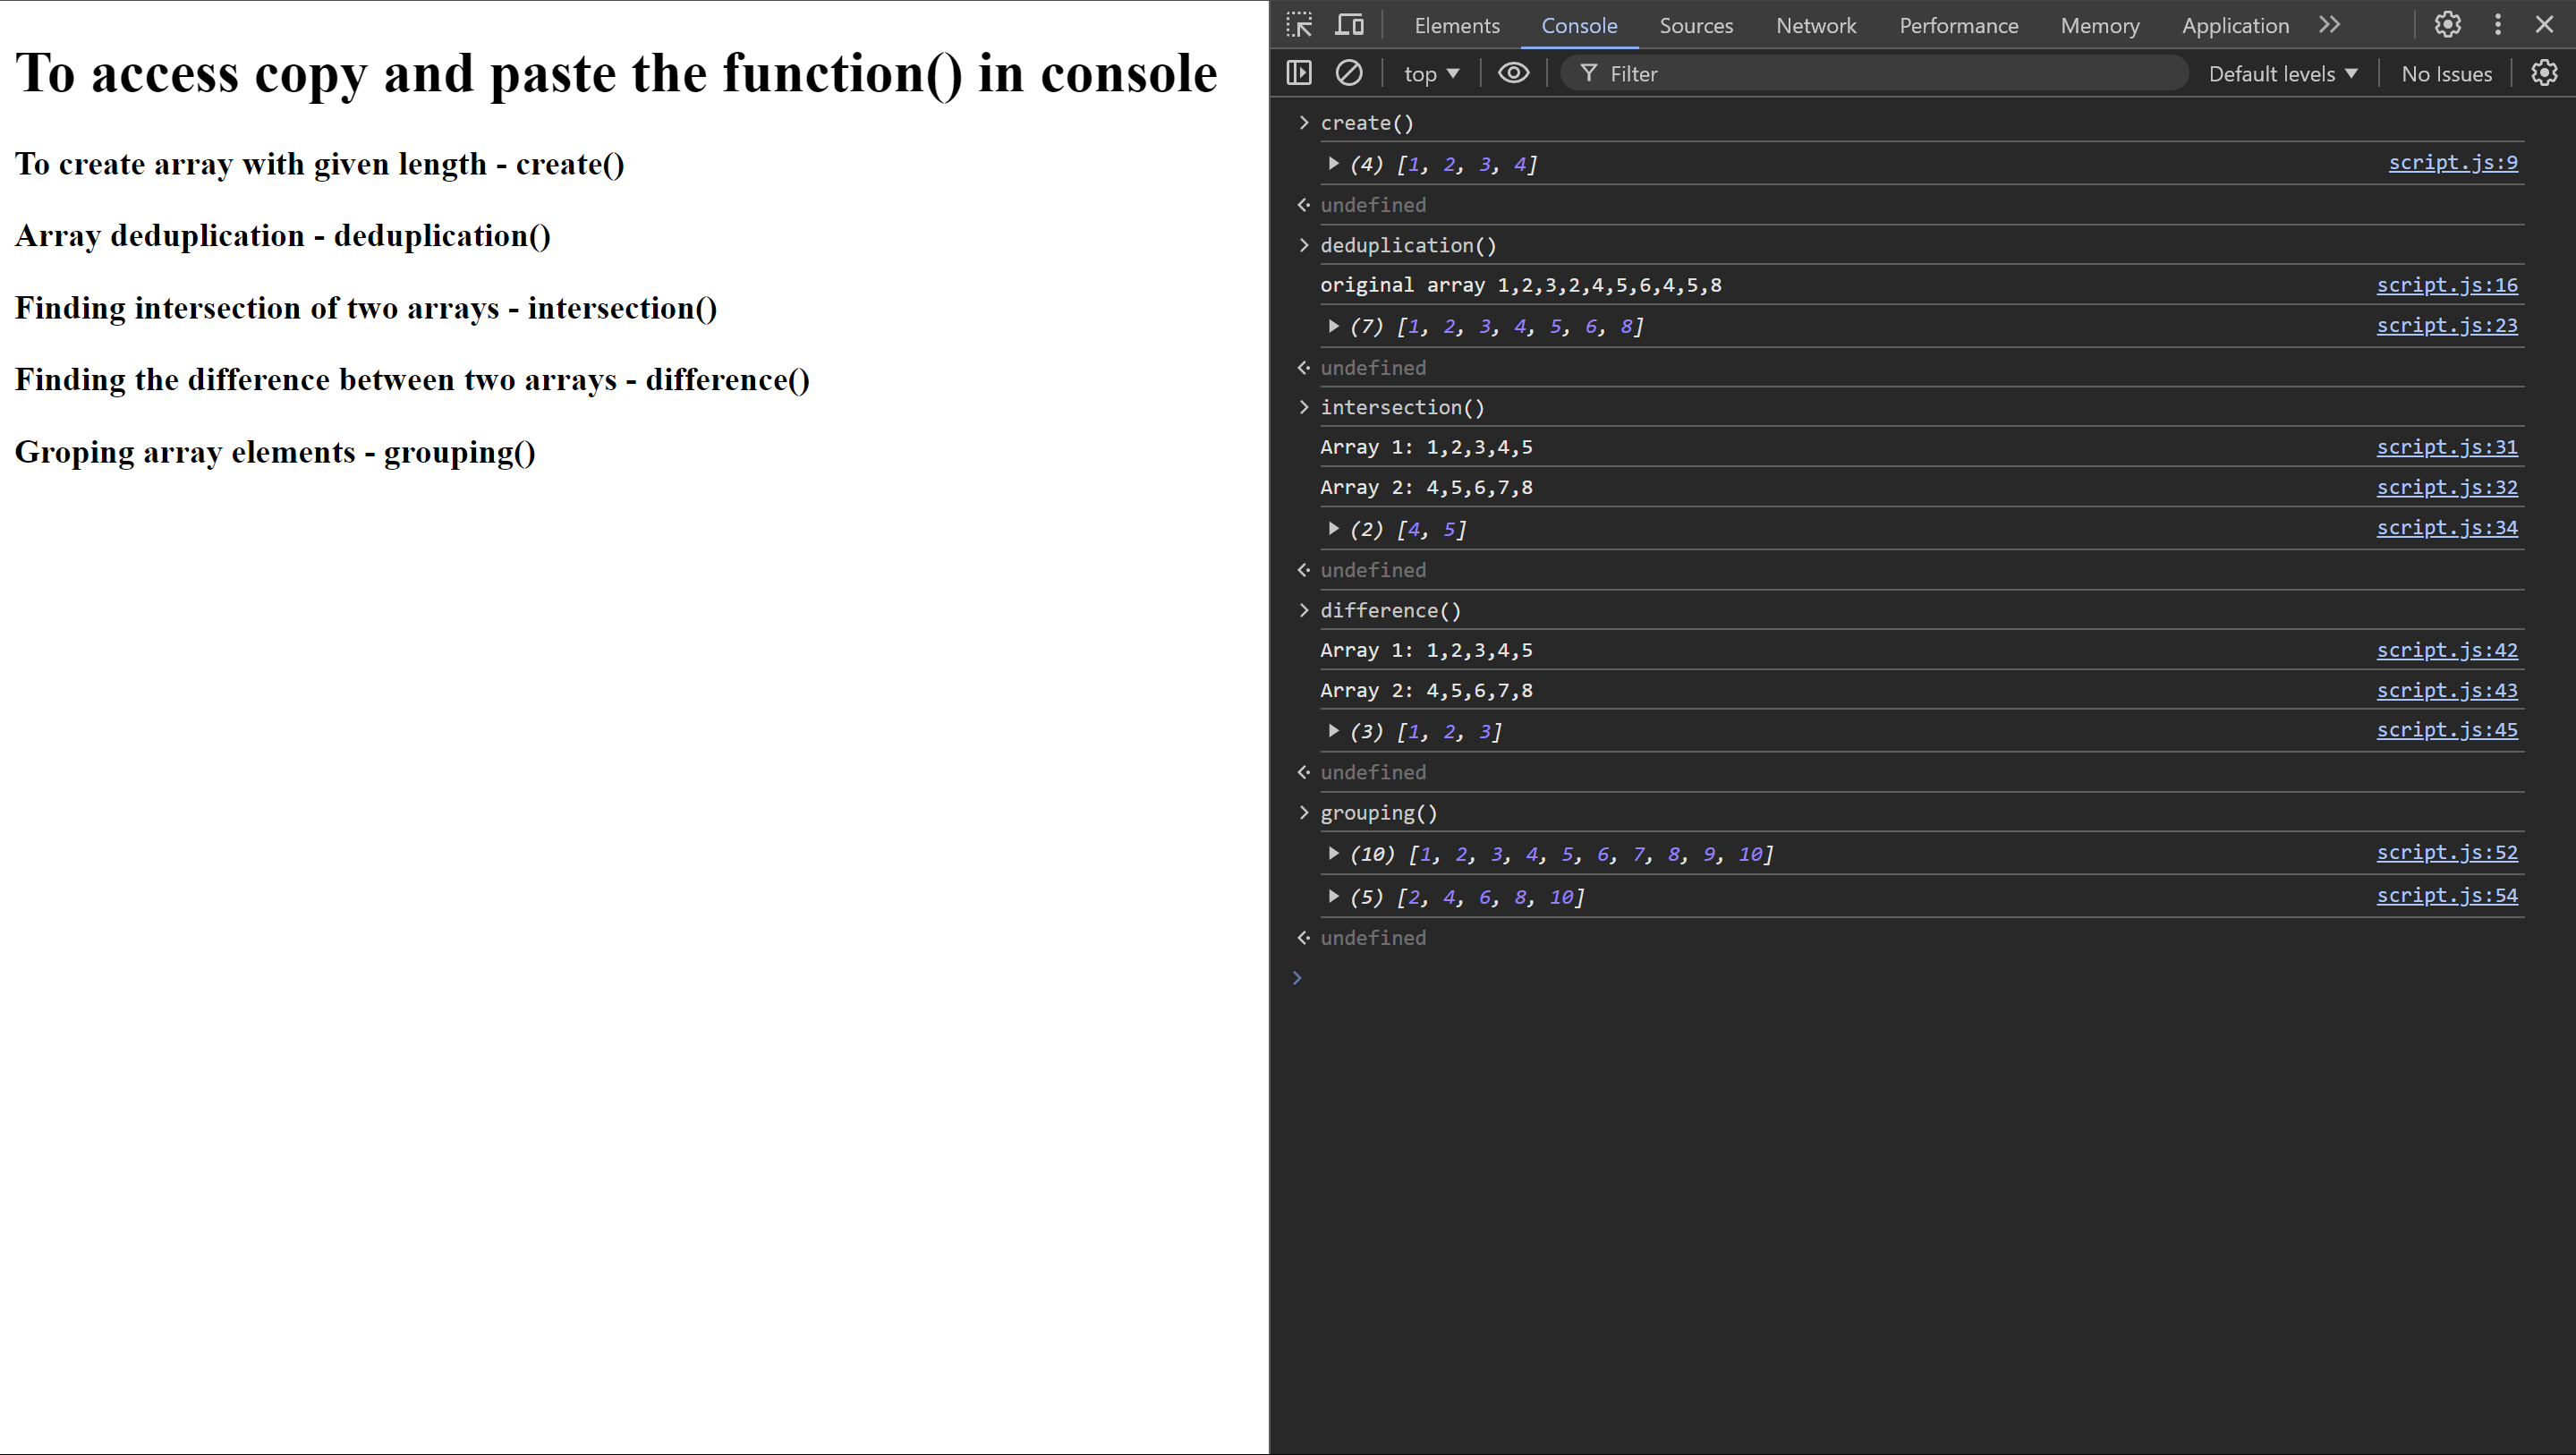 To access copy and paste the function() in console
To create array with given length - create()
Array deduplication - deduplication()
Finding intersection of two arrays - intersection()
Finding the difference between two arrays - difference()
Groping array elements - grouping()
Elements Console Sources Network Performance Memory Application
top Filter Default levels No Issues
create()
(4) [1, 2, 3, 4] script.js:9
undefined
deduplication()
original array 1,2,3,2,4,5,6,4,5,8 script.js:16
(7) [1, 2, 3, 4, 5, 6, 8] script.js:23
undefined
intersection()
Array 1: 1,2,3,4,5 script.js:31
Array 2: 4,5,6,7,8 script.js:32
(2) [4, 5] script.js:34
undefined
difference()
Array 1: 1,2,3,4,5 script.js:42
Array 2: 4,5,6,7,8 script.js:43
(3) [1, 2, 3] script.js:45
undefined
grouping()
(10) [1, 2, 3, 4, 5, 6, 7, 8, 9, 10] script.js:52
(5) [2, 4, 6, 8, 10] script.js:54
undefined